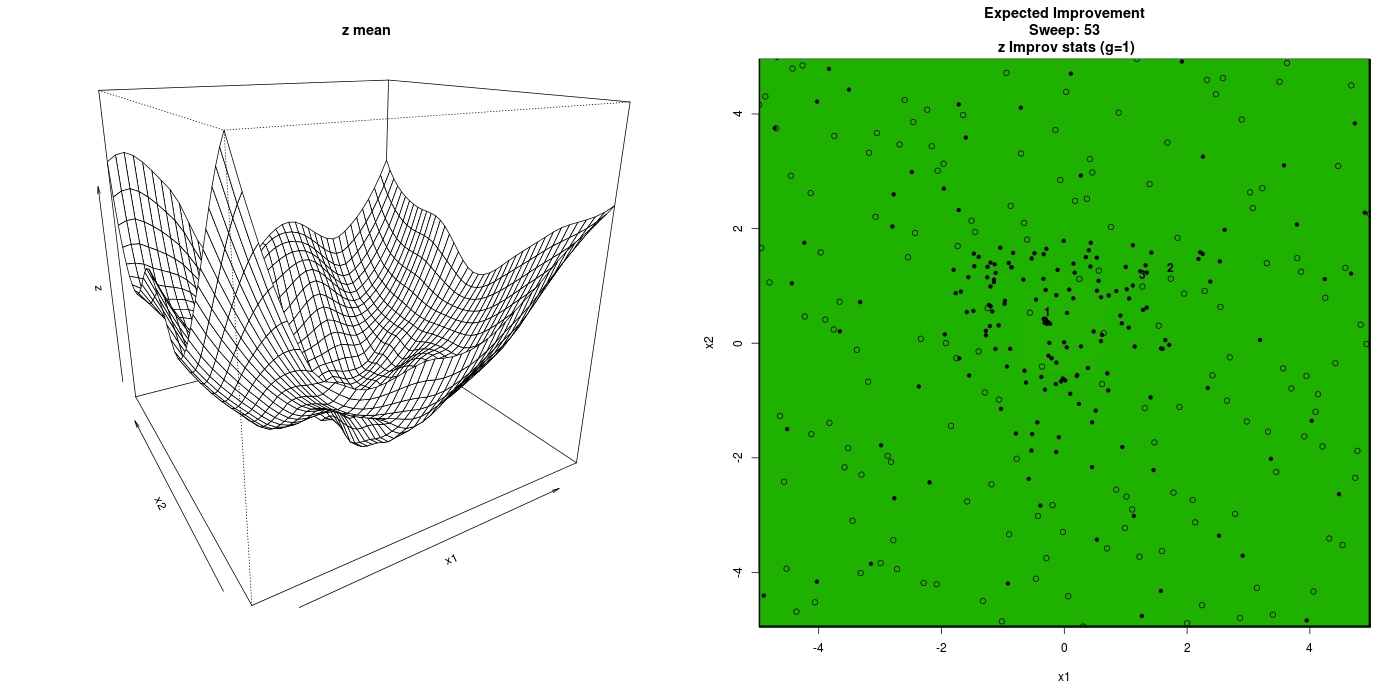 z mean
z
x2
x1
Expected Improvement
Sweep: 53
z Improv stats (g=1)
x2
4
2
0
-2
-4
1
2
3
-4
-2
0
2
4
x1